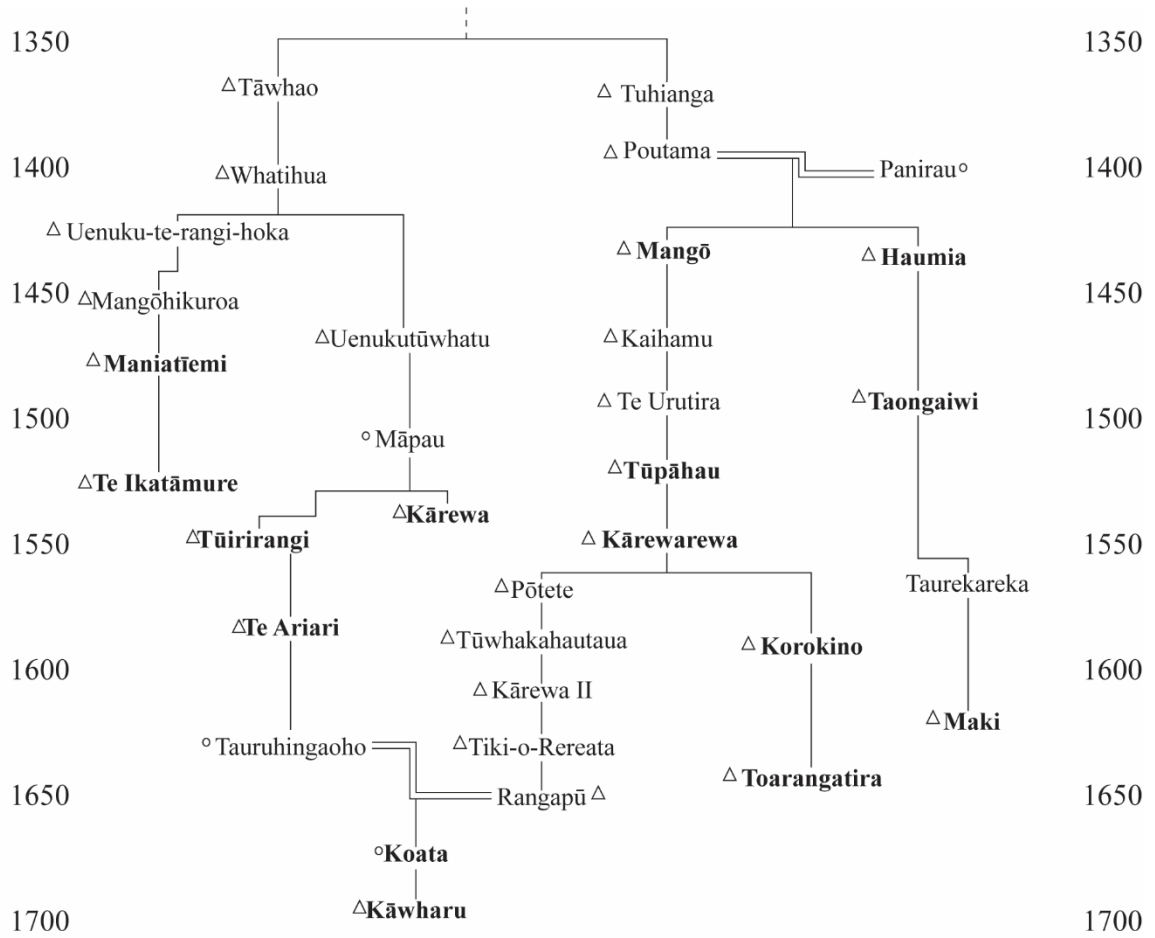 1350 1350
Tāwhao Tuhianga
Poutama
1400 Whatihua Panirau 1400
Uenuku-te-rangi-hoka
Mangō Haumia
1450 Mangōhikuroa 1450
Uenukutūwhatu Kaihamu
Maniatīemi
Te Urutira Taongaiwi
1500 1500
Māpau
Tūpāhau
Te Ikatāmure
Kārewa
1550 Tūirirangi Kārewarewa 1550
Pōtete Taurekareka
Te Ariari
Tūwhakahautaua Korokino
1600 1600
Kārewa II
Maki
Tauruhingaoho Tiki-o-Rereata
Toarangatira
1650 Rangapū 1650
Koata
Kāwharu
1700 1700